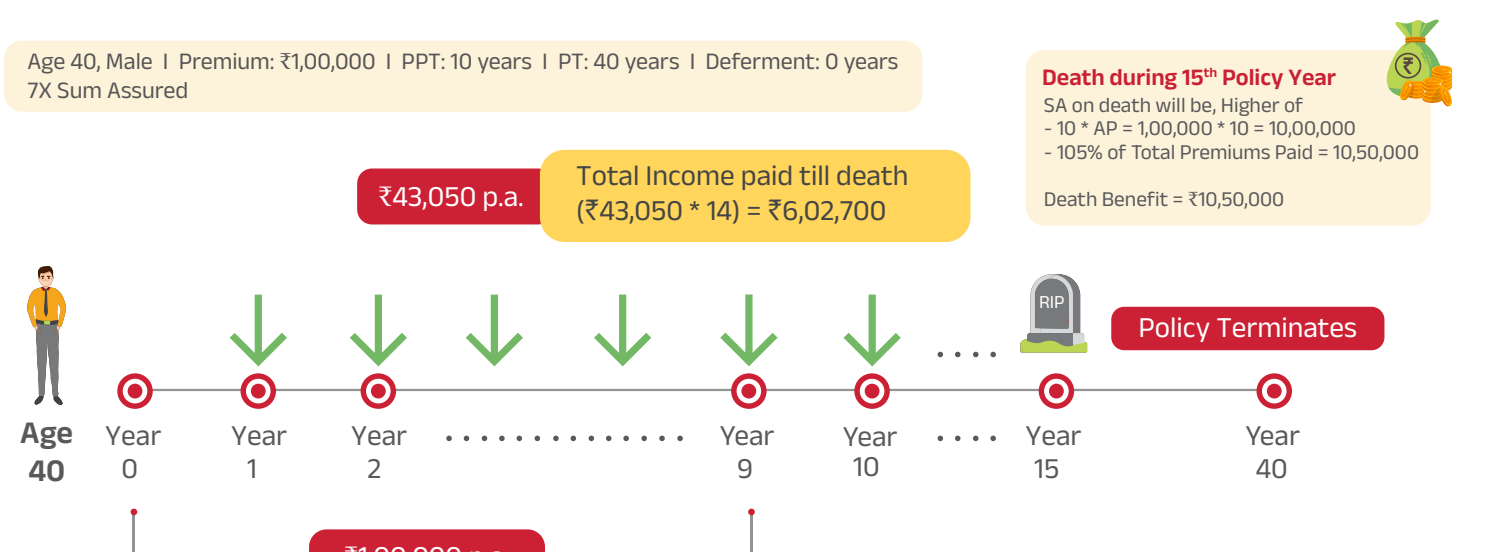 Age 40, Male I Premium: ₹1,00,000 I PPT: 10 years I PT: 40 years I Deferment: 0 years
7X Sum Assured
Death during 15th Policy Year
SA on death will be, Higher of
- 10 * AP = 1,00,000 * 10 = 10,00,000
- 105% of Total Premiums Paid = 10,50,000
Death Benefit = ₹10,50,000
₹43,050 p.a.
Total Income paid till death
(₹43,050 * 14) = ₹6,02,700
RIP
Policy Terminates
Age
40
Year
0
Year
1
Year
2
Year
9
Year
10
Year
15
Year
40
₹1,00,000 p.a.